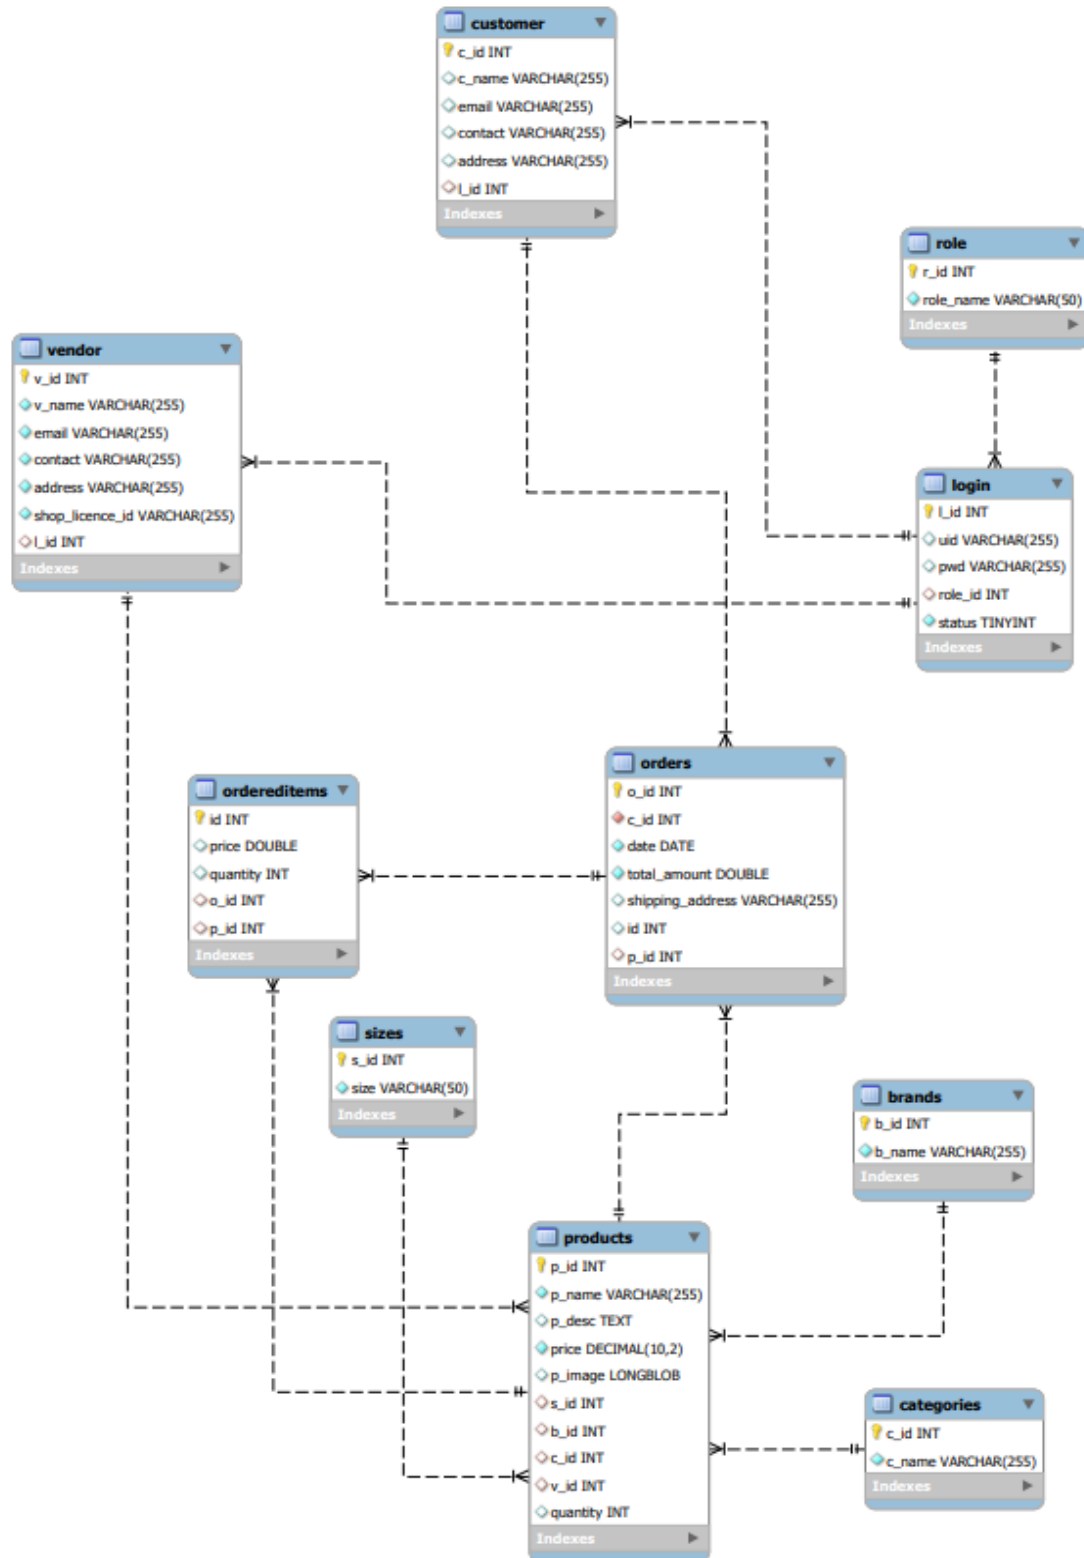 customer
c_id INT
c_name VARCHAR(255)
email VARCHAR(255)
contact VARCHAR(255)
address VARCHAR(255)
l_id INT
Indexes
role
r_id INT
role_name VARCHAR(50)
Indexes
vendor
v_id INT
v_name VARCHAR(255)
email VARCHAR(255)
contact VARCHAR(255)
address VARCHAR(255)
shop_licence_id VARCHAR(255)
l_id INT
Indexes
login
l_id INT
uid VARCHAR(255)
pwd VARCHAR(255)
role_id INT
status TINYINT
Indexes
orders
o_id INT
c_id INT
date DATE
total_amount DOUBLE
shipping_address VARCHAR(255)
id INT
p_id INT
Indexes
ordereditems
id INT
price DOUBLE
quantity INT
o_id INT
p_id INT
Indexes
sizes
s_id INT
size VARCHAR(50)
Indexes
brands
b_id INT
b_name VARCHAR(255)
Indexes
products
p_id INT
p_name VARCHAR(255)
p_desc TEXT
price DECIMAL(10,2)
p_image LONGBLOB
s_id INT
b_id INT
c_id INT
v_id INT
quantity INT
Indexes
categories
c_id INT
c_name VARCHAR(255)
Indexes